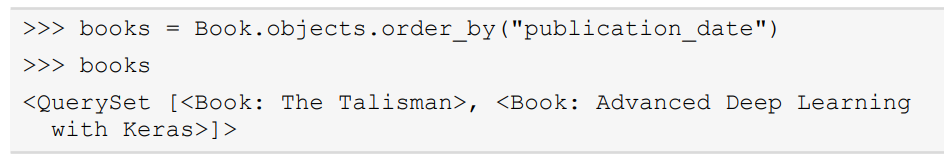 >>> books = Book.objects.order_by("publication_date")
>>> books
<QuerySet [<Book: The Talisman>, <Book: Advanced Deep Learning
with Keras>]>